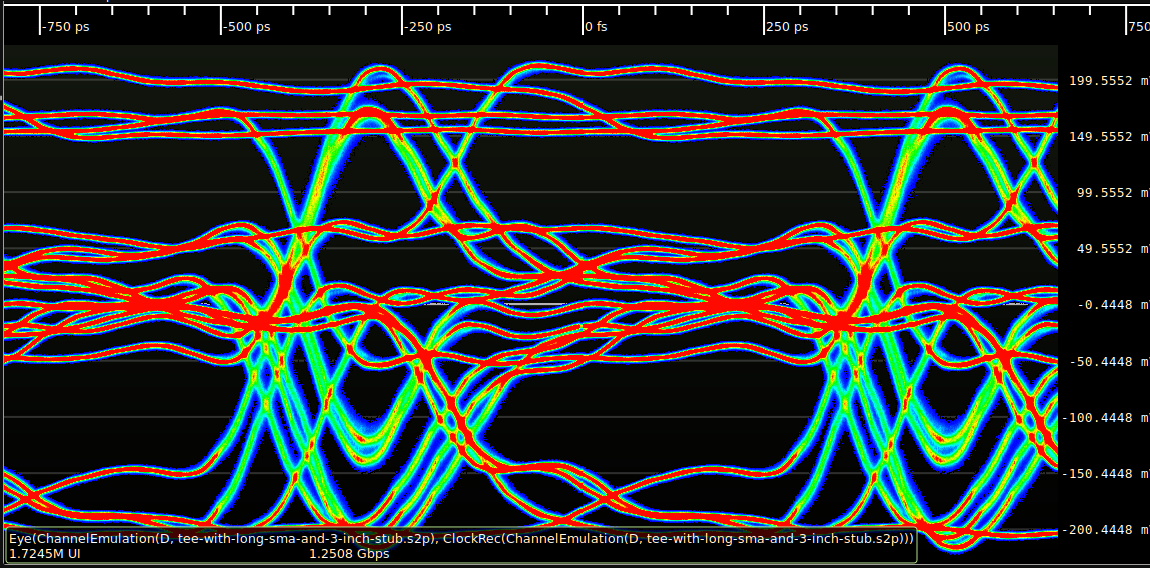 -750 ps -500 ps -250 ps 0 fs 250 ps 500 ps 750
199.5552 m
149.5552 m
99.5552 m
49.5552 m
-0.4448 m
-50.4448 m
-100.4448 m
-150.4448 m
-200.4448 m
Eye(ChannelEmulation(D, tee-with-long-sma-and-3-inch-stub.s2p), ClockRec(ChannelEmulation(D, tee-with-long-sma-and-3-inch-stub.s2p)))
1.7245M UI 1.2508 Gbps